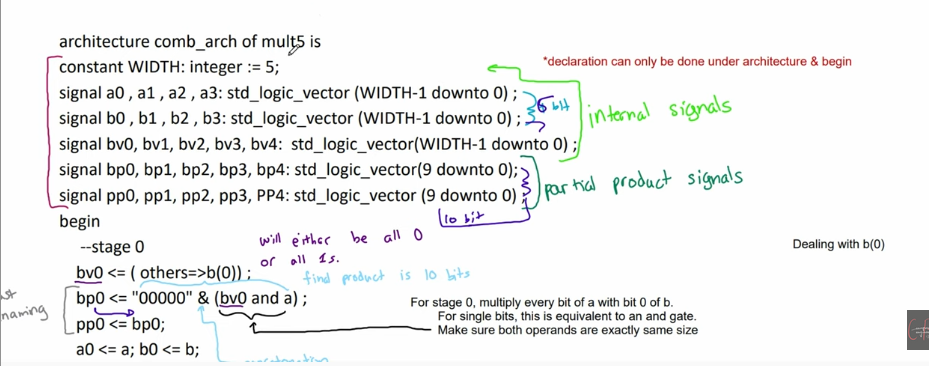 architecture comb_arch of mult5 is
constant WIDTH: integer := 5;
*declaration can only be done under architecture & begin
signal a0 , a1 , a2 , a3: std_logic_vector (WIDTH-1 downto 0) ;
signal b0 , b1 , b2 , b3: std_logic_vector (WIDTH-1 downto 0) ;
bit
internal signals
signal bv0, bv1, bv2, bv3, bv4: std_logic_vector(WIDTH-1 downto 0) ;
signal bp0, bp1, bp2, bp3, bp4: std_logic_vector(9 downto 0);
partial product signals
signal pp0, pp1, pp2, pp3, PP4: std_logic_vector (9 downto 0) ;
10 bit
begin
will either be all 0
or all 1s.
--stage 0
Dealing with b(0)
bv0 <= ( others=>b(0)) ;
find product is 10 bits
bp0 <= "00000" & (bv0 and a) ;
naming
For stage 0, multiply every bit of a with bit 0 of b.
For single bits, this is equivalent to an and gate.
Make sure both operands are exactly same size
pp0 <= bp0;
a0 <= a; b0 <= b;